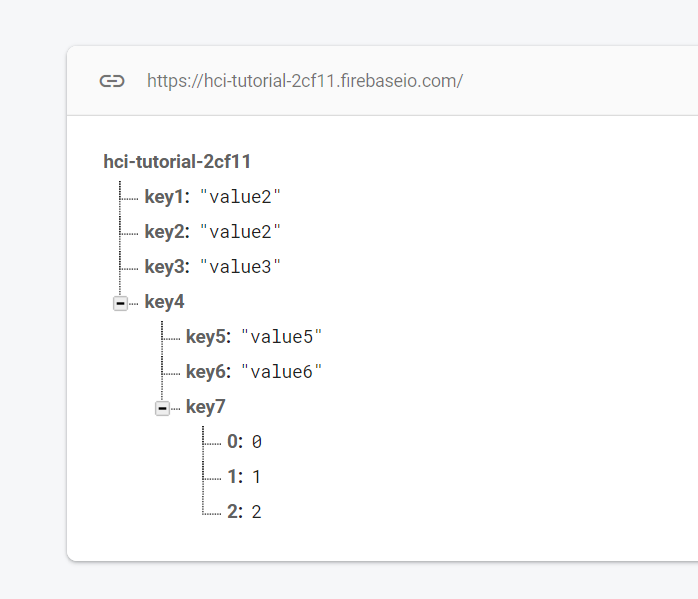 https://hci-tutorial-2cf11.firebaseio.com/
hci-tutorial-2cf11
key1: "value2"
key2: "value2"
key3: "value3"
key4
key5: "value5"
key6: "value6"
key7
0: 0
1: 1
2: 2